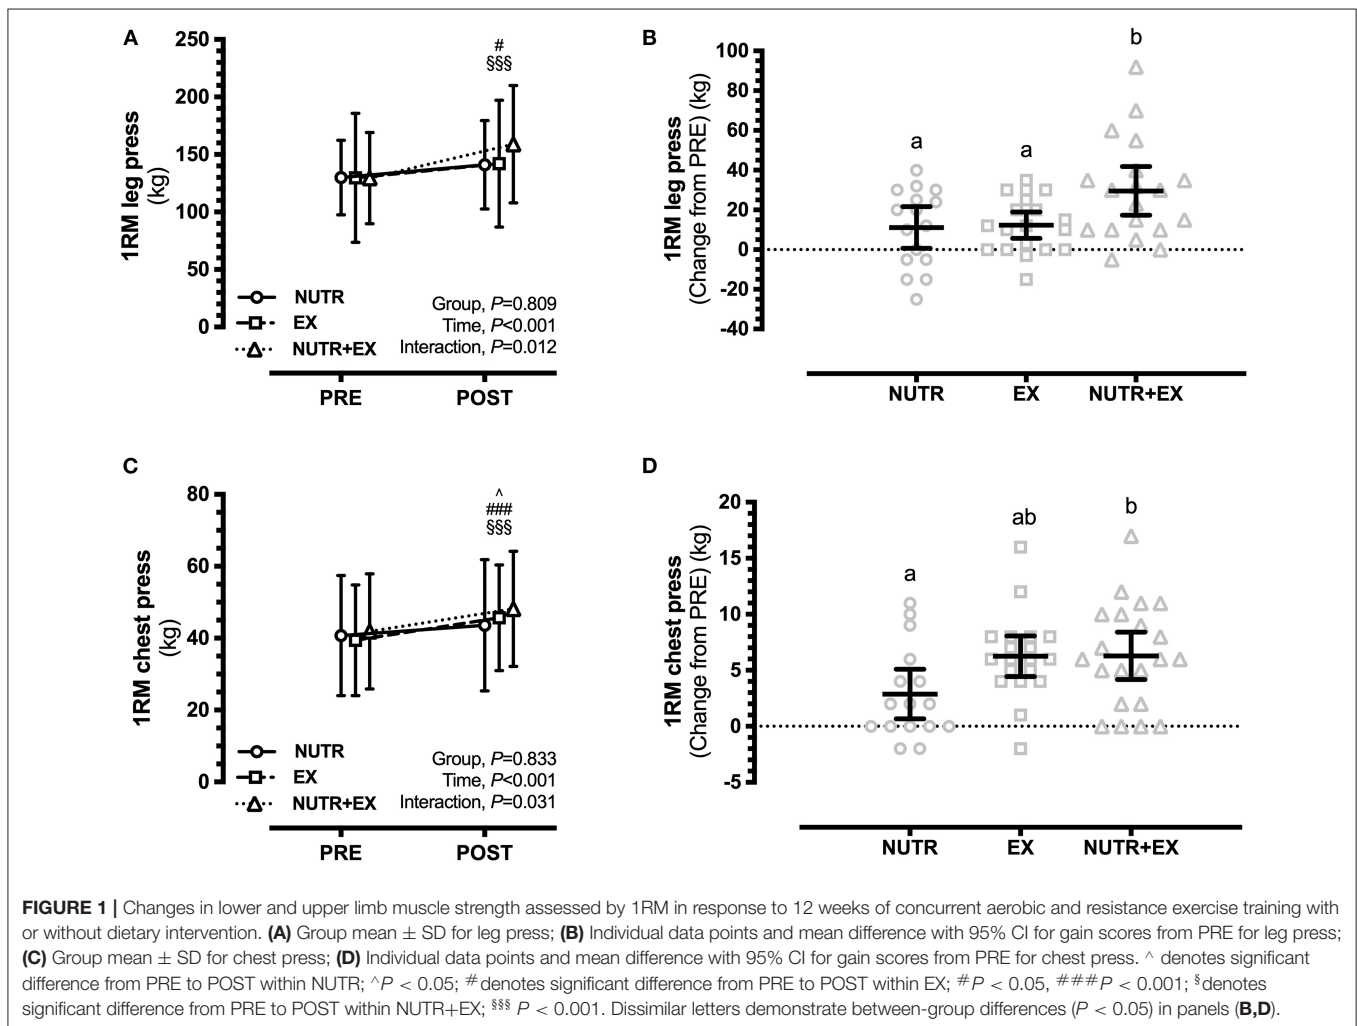 A
250
200
150
100
50
0
1RM leg press
(kg)
#
§§§
NUTR
EX
NUTR+EX
Group, P=0.809
Time, P<0.001
Interaction, P=0.012
PRE
POST
B
100
80
60
40
20
0
-20
-40
1RM leg press
(Change from PRE) (kg)
a
a
b
NUTR
EX
NUTR+EX
C
80
60
40
20
0
1RM chest press
(kg)
^
###
§§§
NUTR
EX
NUTR+EX
Group, P=0.833
Time, P<0.001
Interaction, P=0.031
PRE
POST
D
20
15
10
5
0
-5
1RM chest press
(Change from PRE) (kg)
a
ab
b
NUTR
EX
NUTR+EX
FIGURE 1 | Changes in lower and upper limb muscle strength assessed by 1RM in response to 12 weeks of concurrent aerobic and resistance exercise training with
or without dietary intervention. (A) Group mean ± SD for leg press; (B) Individual data points and mean difference with 95% CI for gain scores from PRE for leg press;
(C) Group mean ± SD for chest press; (D) Individual data points and mean difference with 95% CI for gain scores from PRE for chest press. ^ denotes significant
difference from PRE to POST within NUTR; ^P < 0.05; # denotes significant difference from PRE to POST within EX; #P < 0.05, ###P < 0.001; § denotes
significant difference from PRE to POST within NUTR+EX; §§§ P < 0.001. Dissimilar letters demonstrate between-group differences (P < 0.05) in panels (B,D).